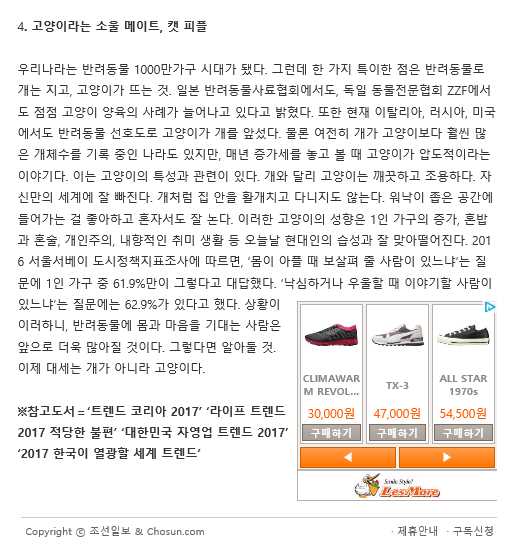 4. 고양이라는 소울 메이트, 캣 피플
우리나라는 반려동물 1000만가구 시대가 됐다. 그런데 한 가지 특이한 점은 반려동물로
개는 지고, 고양이가 뜨는 것. 일본 반려동물사료협회에서도, 독일 동물전문협회 ZZF에서
도 점점 고양이 양육의 사례가 늘어나고 있다고 밝혔다. 또한 현재 이탈리아, 러시아, 미국
에서도 반려동물 선호도로 고양이가 개를 앞섰다. 물론 여전히 개가 고양이보다 훨씬 많
은 개체수를 기록 중인 나라도 있지만, 매년 증가세를 놓고 볼 때 고양이가 압도적이라는
이야기다. 이는 고양이의 특성과 관련이 있다. 개와 달리 고양이는 깨끗하고 조용하다. 자
신만의 세계에 잘 빠진다. 개처럼 집 안을 활개치고 다니지도 않는다. 워낙이 좁은 공간에
들어가는 걸 좋아하고 혼자서도 잘 논다. 이러한 고양이의 성향은 1인 가구의 증가, 혼밥
과 혼술, 개인주의, 내향적인 취미 생활 등 오늘날 현대인의 습성과 잘 맞아떨어진다. 201
6 서울서베이 도시정책지표조사에 따르면, ‘몸이 아플 때 보살펴 줄 사람이 있느냐’는 질
문에 1인 가구 중 61.9%만이 그렇다고 대답했다. ‘낙심하거나 우울할 때 이야기할 사람이
있느냐’는 질문에는 62.9%가 있다고 했다. 상황이
이러하니, 반려동물에 몸과 마음을 기대는 사람은
앞으로 더욱 많아질 것이다. 그렇다면 알아둘 것.
이제 대세는 개가 아니라 고양이다.
※참고도서 = ‘트렌드 코리아 2017’ ‘라이프 트렌드
2017 적당한 불편’ ‘대한민국 자영업 트렌드 2017’
‘2017 한국이 열광할 세계 트렌드’
CLIMAWAR
M REVOL...
30,000원
구매하기
TX-3
47,000원
구매하기
ALL STAR
1970s
54,500원
구매하기
Smile Style!
Les/More
Copyright ⓒ 조선일보 & Chosun.com
· 제휴안내 · 구독신청